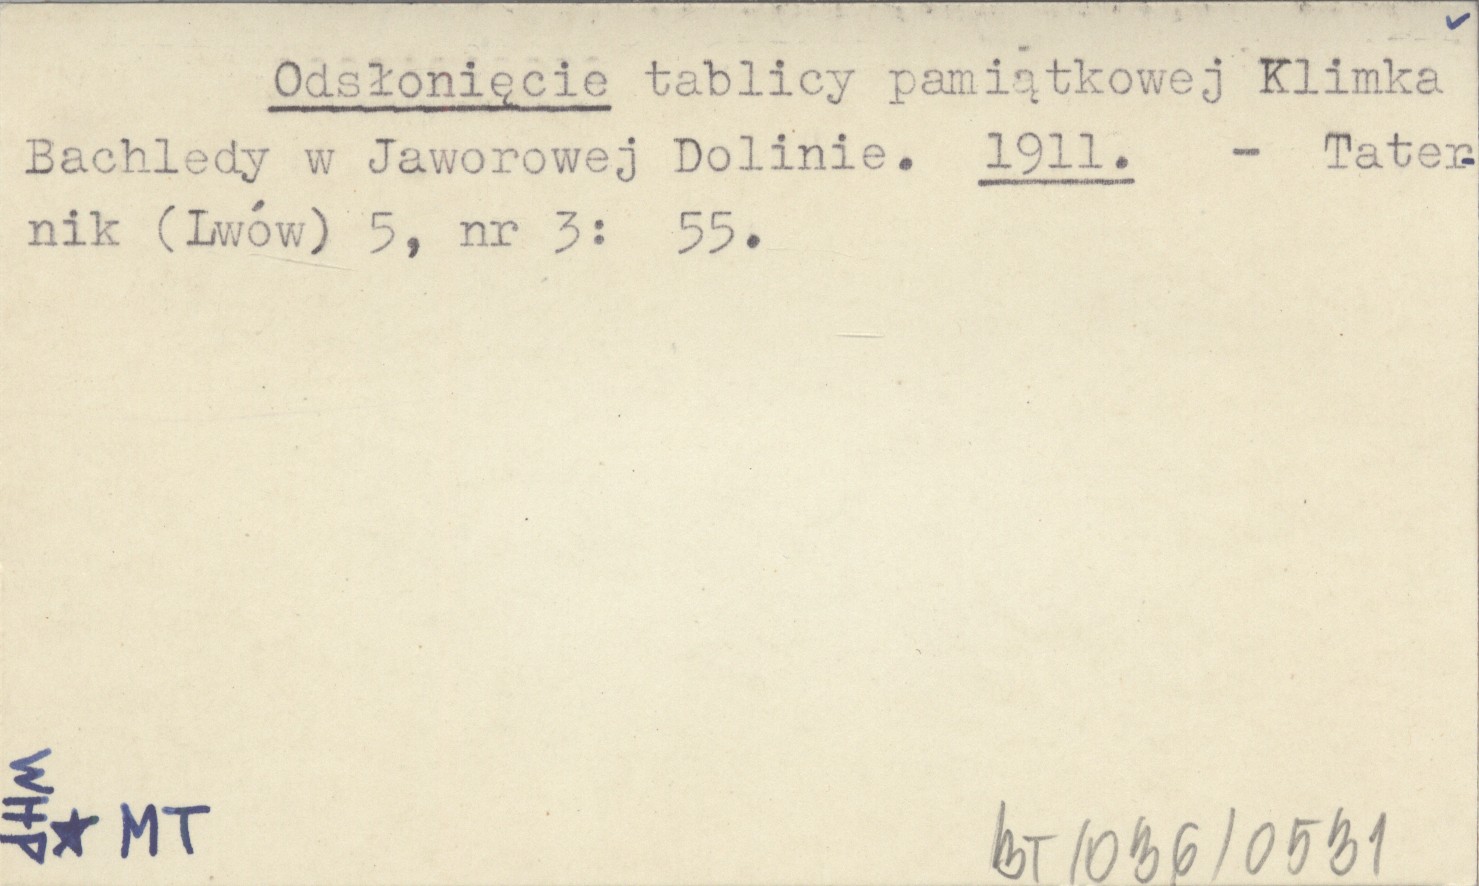 Odsłonięcie tablicy pamiątkowej Klimka
Bachledy w Jaworowej Dolinie. 1911. - Tater-
nik (Lwów) 5, nr 3: 55.
WHP ★ MT
BT/036/0531